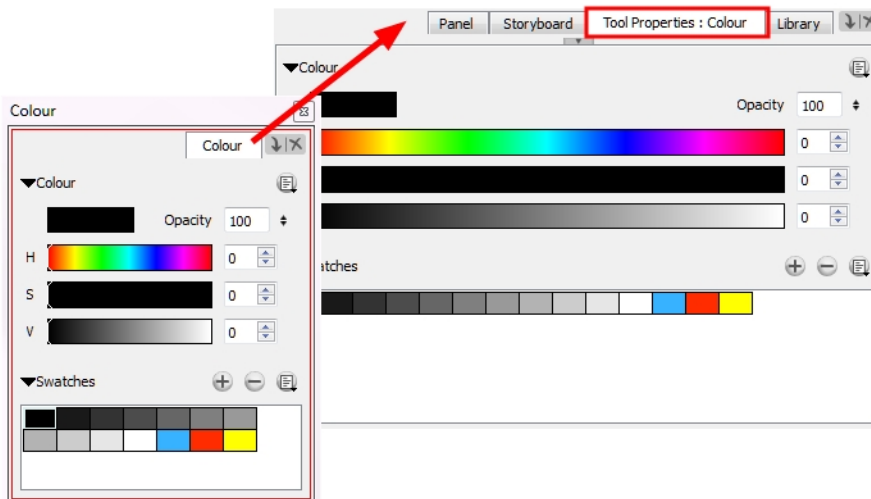 Panel Storyboard Tool Properties : Colour Library
Colour
Opacity 100
0
0
0
Colour
Colour
Colour
Opacity 100
H 0
S 0
V 0
Swatches